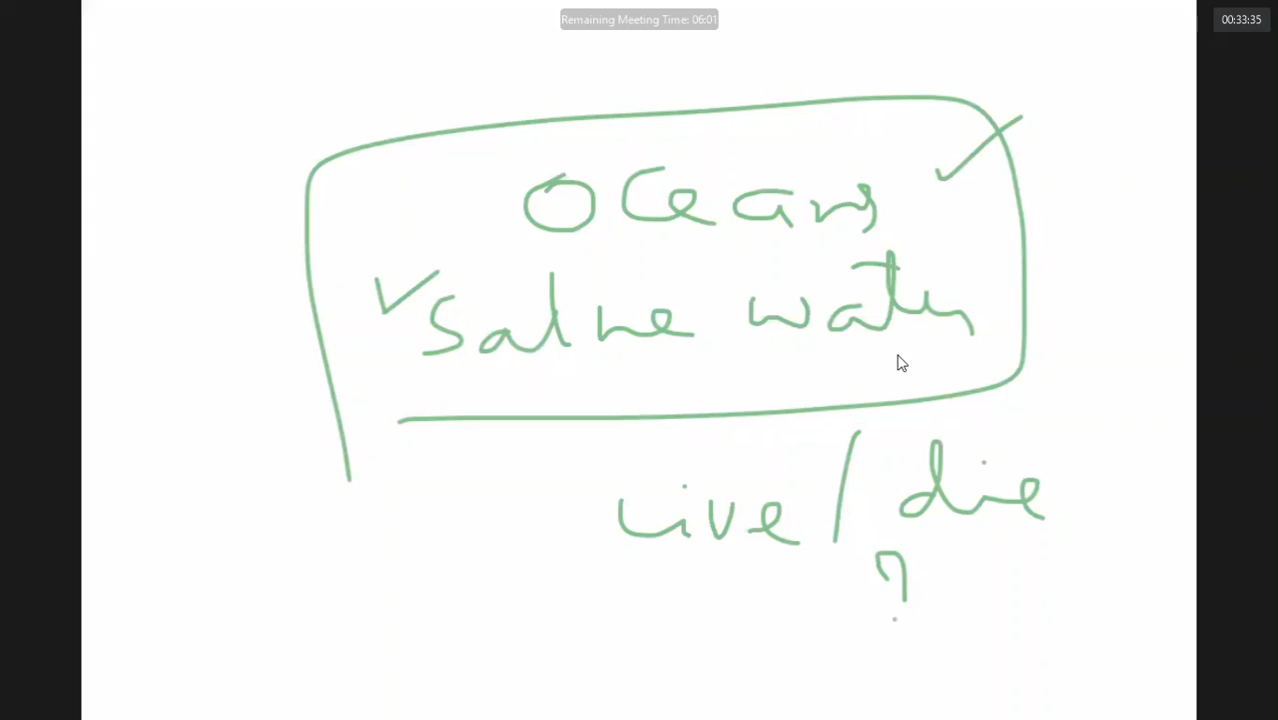 Remaining Meeting Time: 06:01
00:33:35
Oceans
Saline water
Live / die
?